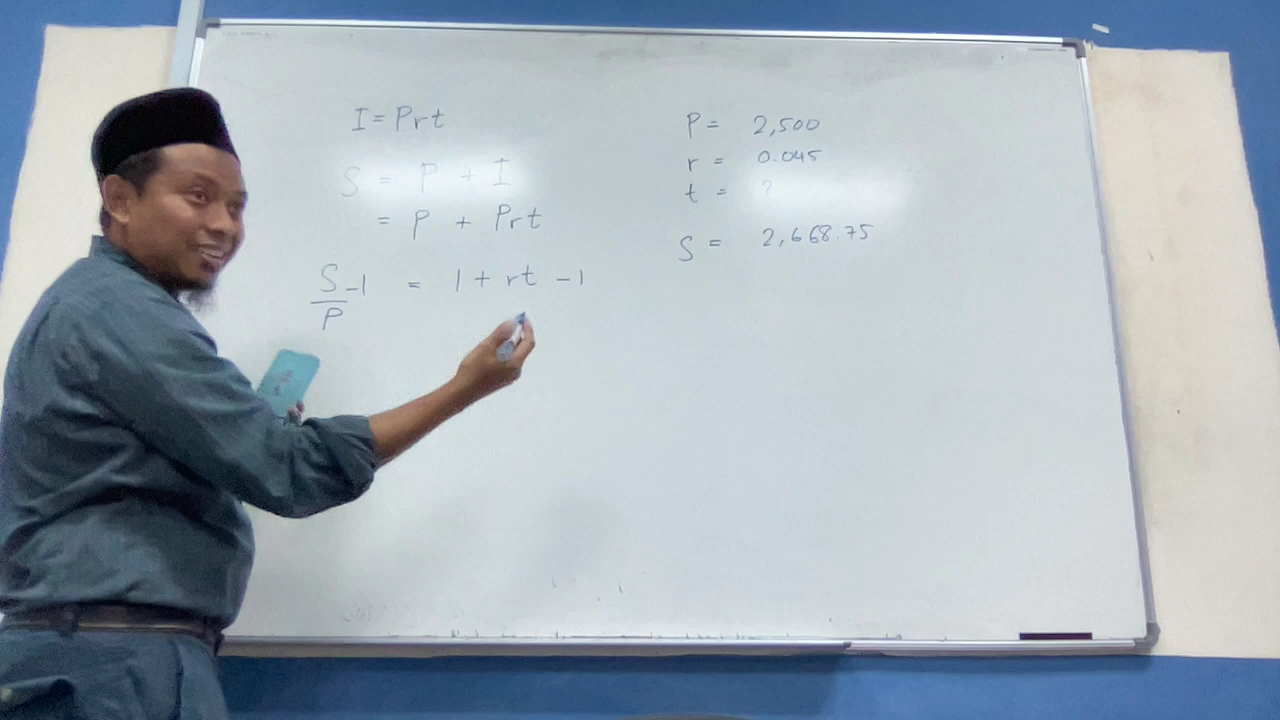 I = Prt
S = P + I
= P + Prt
S/P -1 = 1 + rt -1
P = 2,500
r = 0.045
t = ?
S = 2,668.75